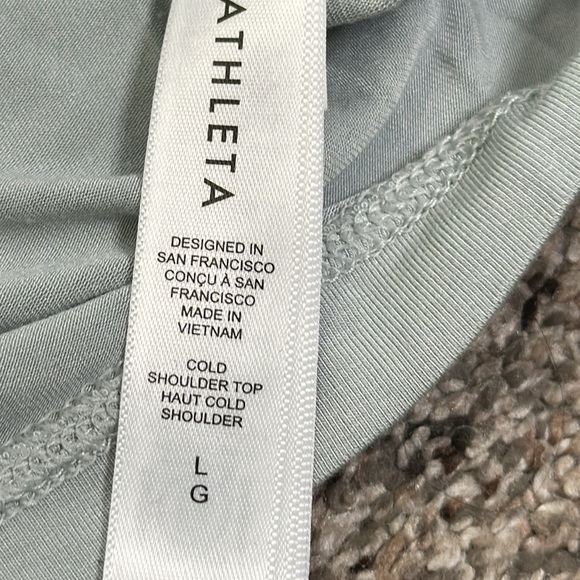 ATHLETA
DESIGNED IN
SAN FRANCISCO
CONÇU À SAN
FRANCISCO
MADE IN
VIETNAM
COLD
SHOULDER TOP
HAUT COLD
SHOULDER
L
G